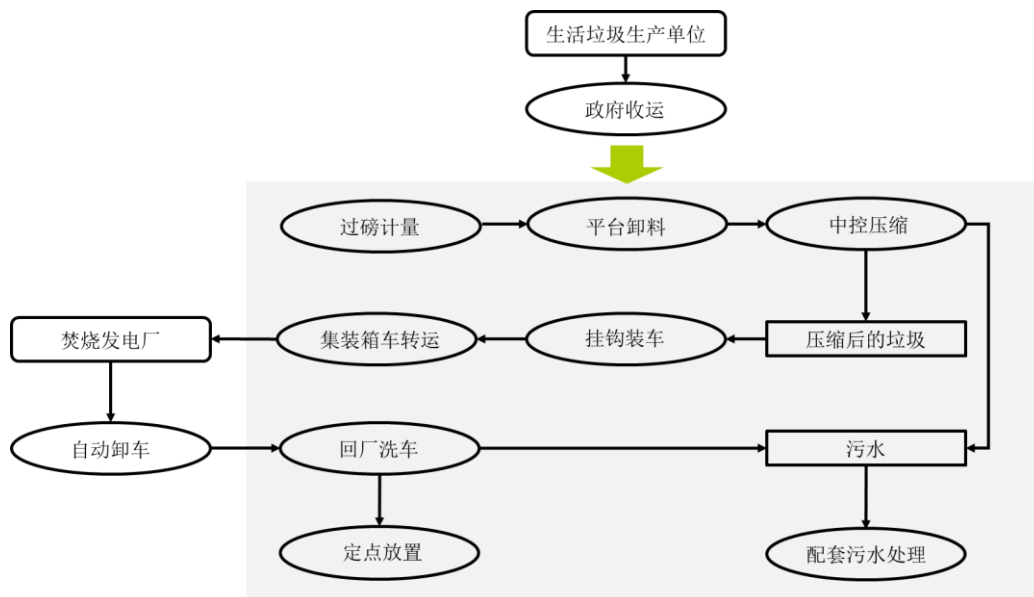 生活垃圾生产单位
政府收运
过磅计量
平台卸料
中控压缩
焚烧发电厂
集装箱车转运
挂钩装车
压缩后的垃圾
自动卸车
回厂洗车
污水
定点放置
配套污水处理